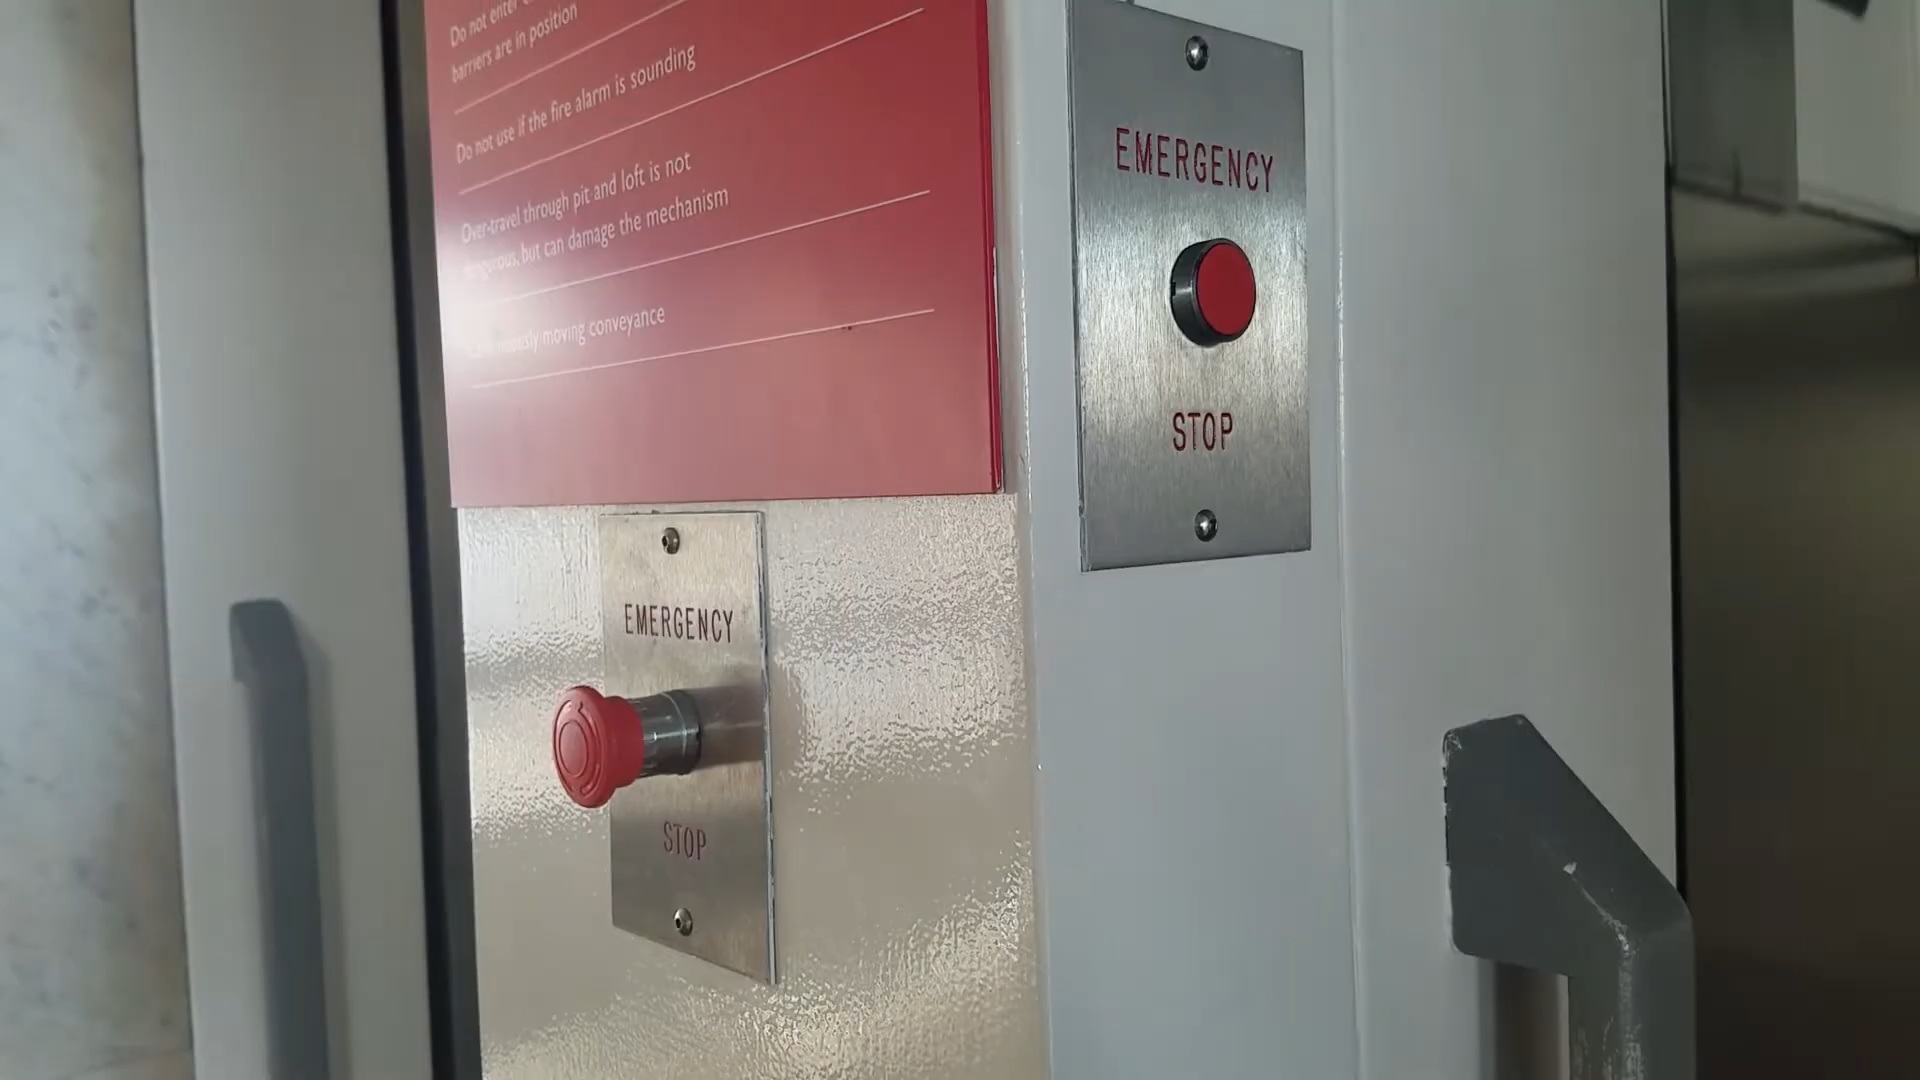 Do not enter
barriers are in position
Do not use if the fire alarm is sounding
Over-travel through pit and loft is not
dangerous, but can damage the mechanism
moving conveyance
EMERGENCY
STOP
EMERGENCY
STOP